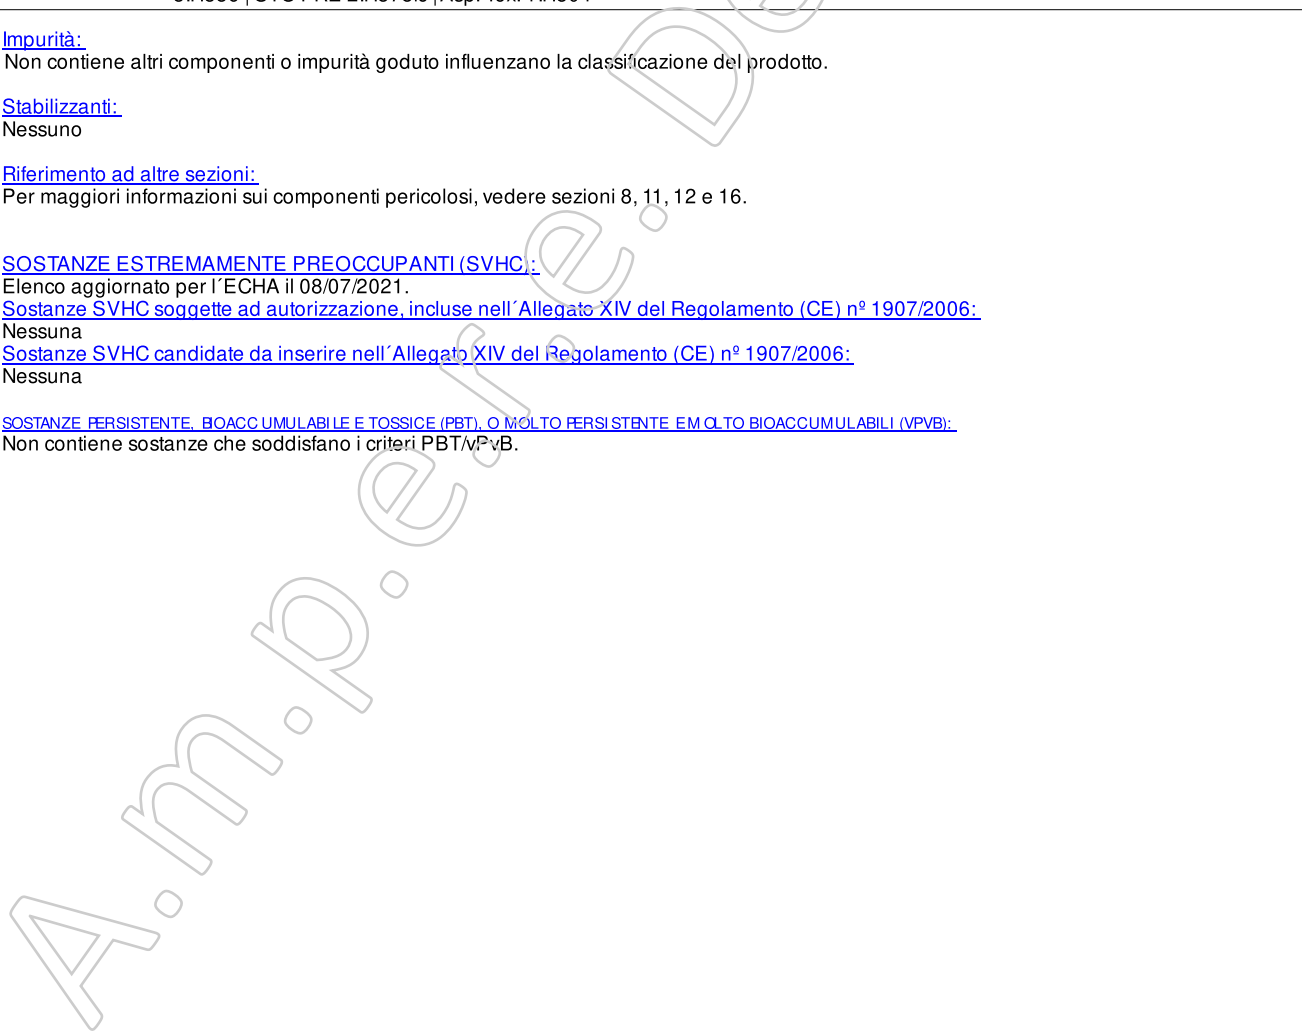 Impurità:
Non contiene altri componenti o impurità goduto influenzano la classificazione del prodotto.
Stabilizzanti:
Nessuno
Riferimento ad altre sezioni:
Per maggiori informazioni sui componenti pericolosi, vedere sezioni 8, 11, 12 e 16.
SOSTANZE ESTREMAMENTE PREOCCUPANTI (SVHC):
Elenco aggiornato per l´ECHA il 08/07/2021.
Sostanze SVHC soggette ad autorizzazione, incluse nell´Allegato XIV del Regolamento (CE) nº 1907/2006:
Nessuna
Sostanze SVHC candidate da inserire nell´Allegato XIV del Regolamento (CE) nº 1907/2006:
Nessuna
SOSTANZE PERSISTENTE, BIOACCUMULABILE E TOSSICE (PBT), O MOLTO PERSISTENTE E MOLTO BIOACCUMULABILI (VPVB):
Non contiene sostanze che soddisfano i criteri PBT/vPvB.
A.m.p.e.r.e. D